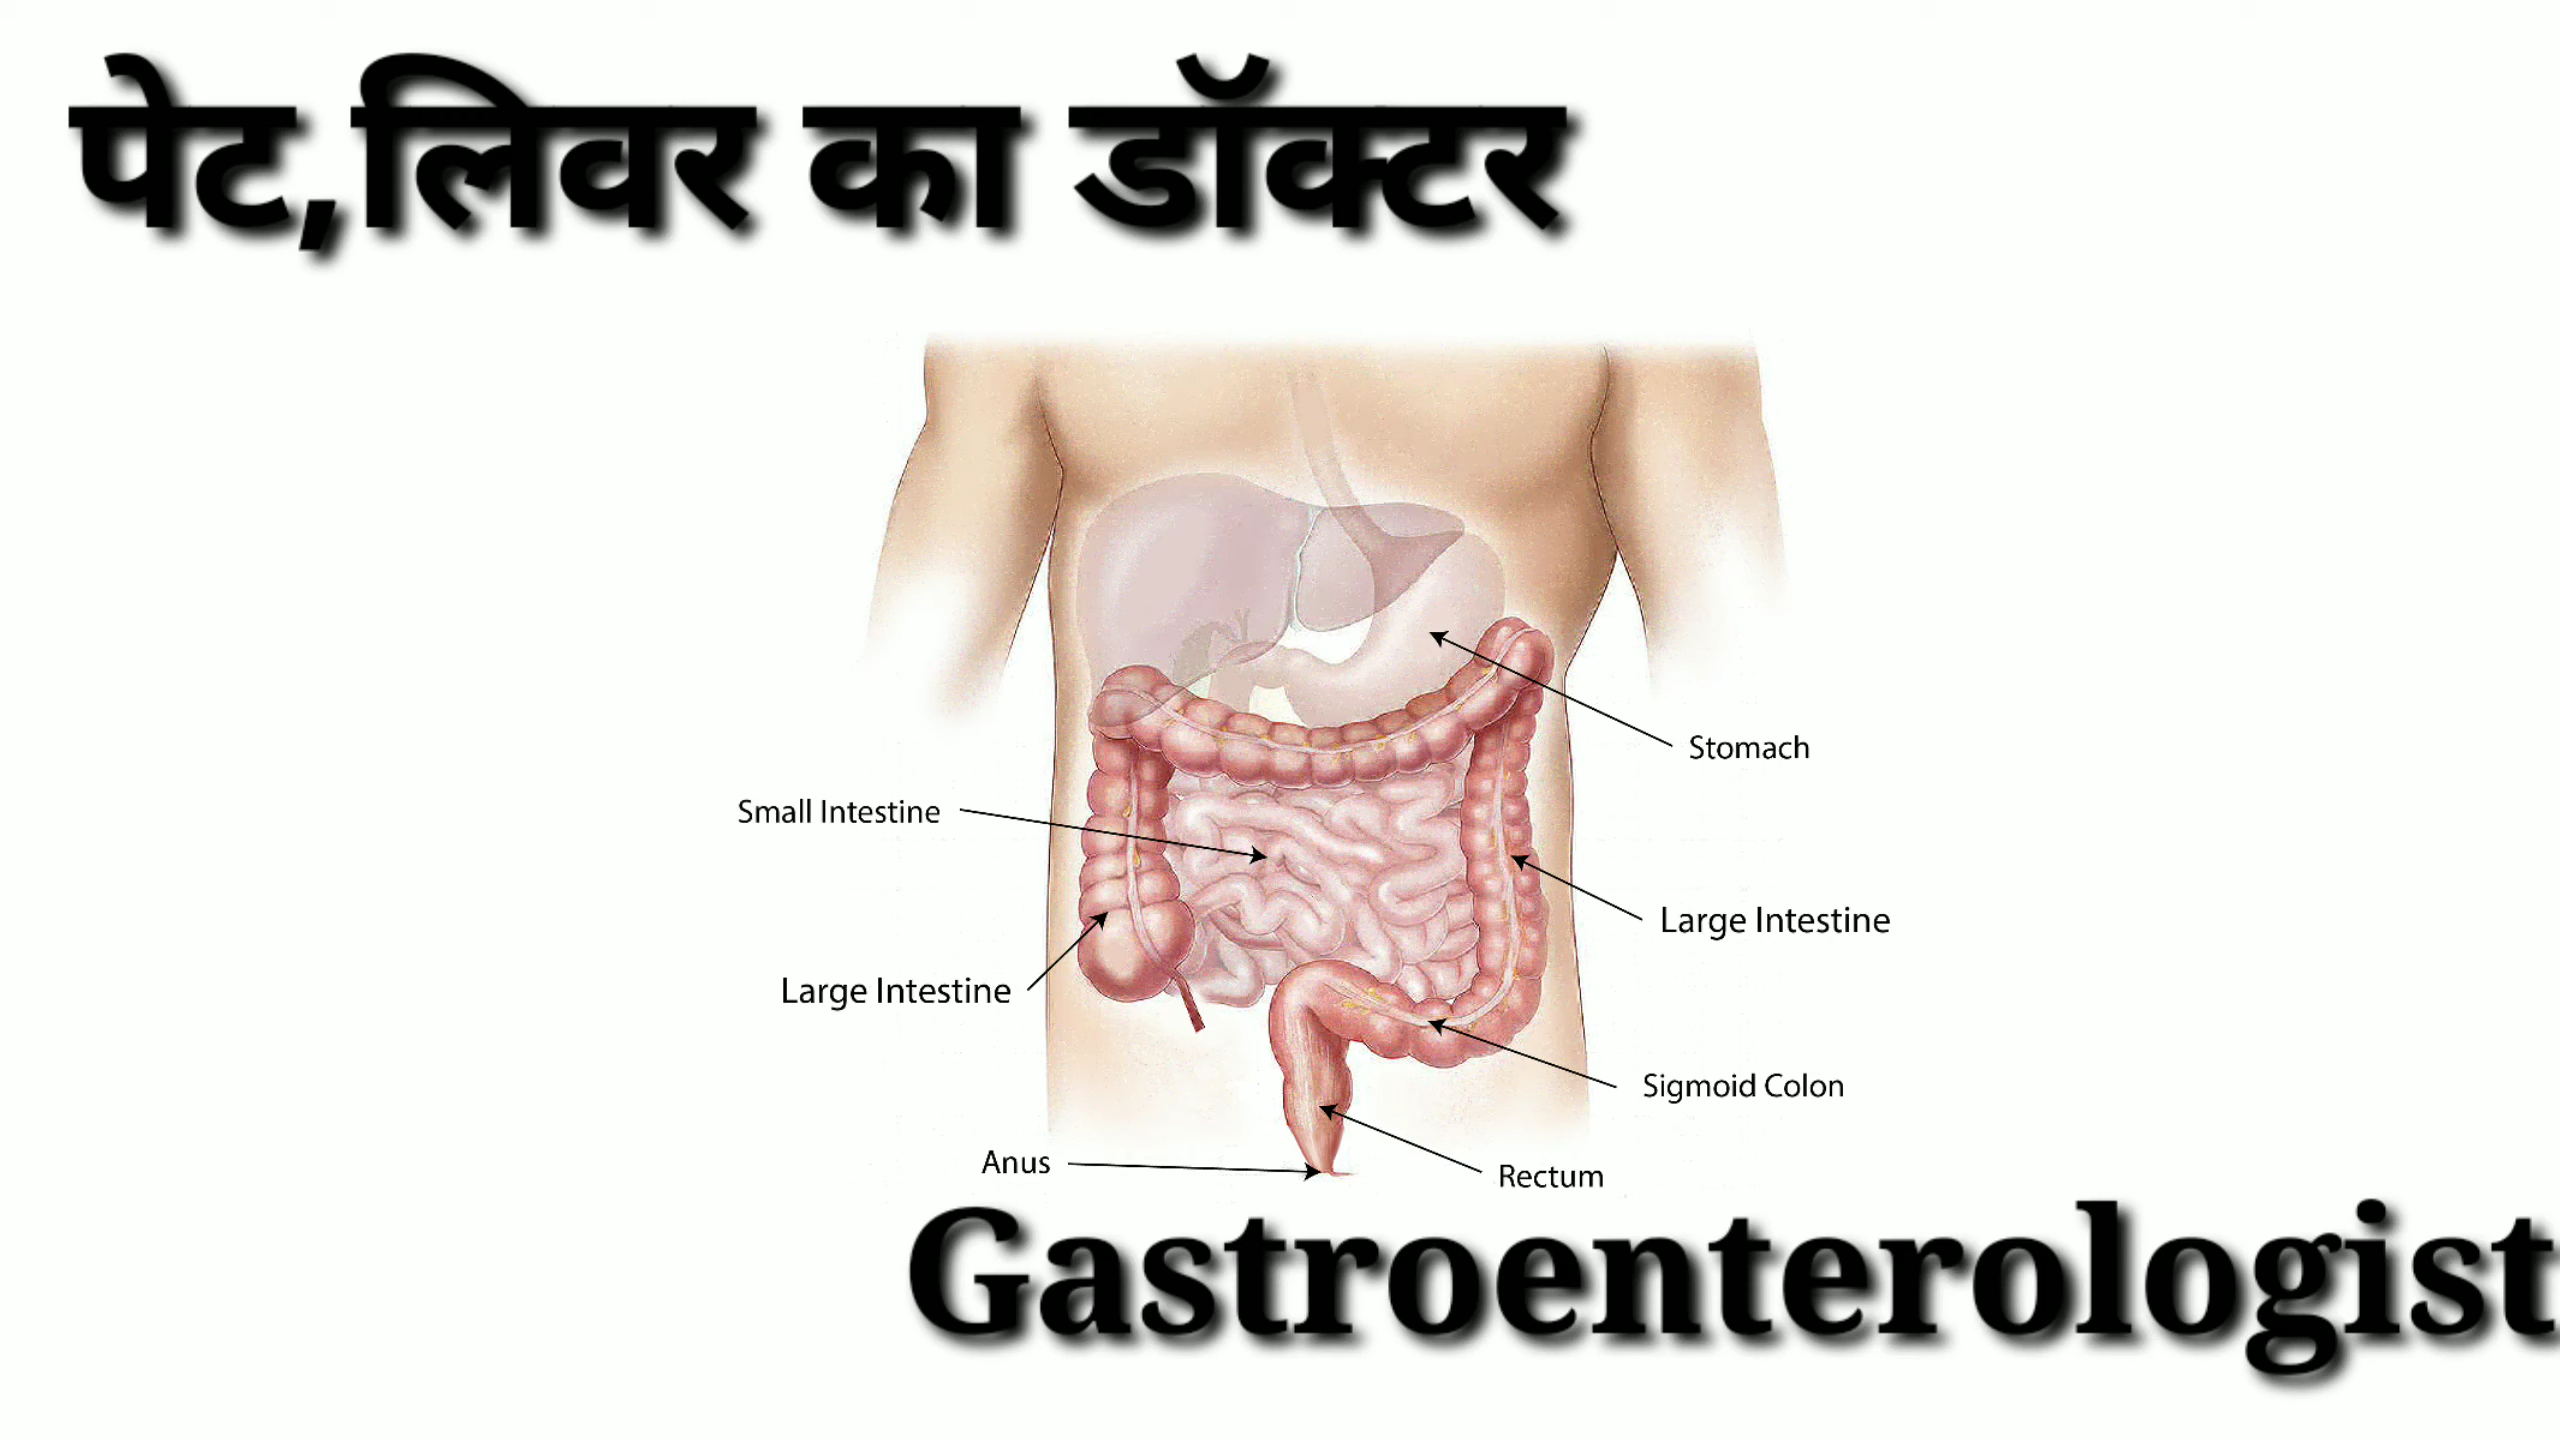 पेट,लिवर का डॉक्टर
Stomach
Small Intestine
Large Intestine
Large Intestine
Sigmoid Colon
Anus
Rectum
Gastroenterologist